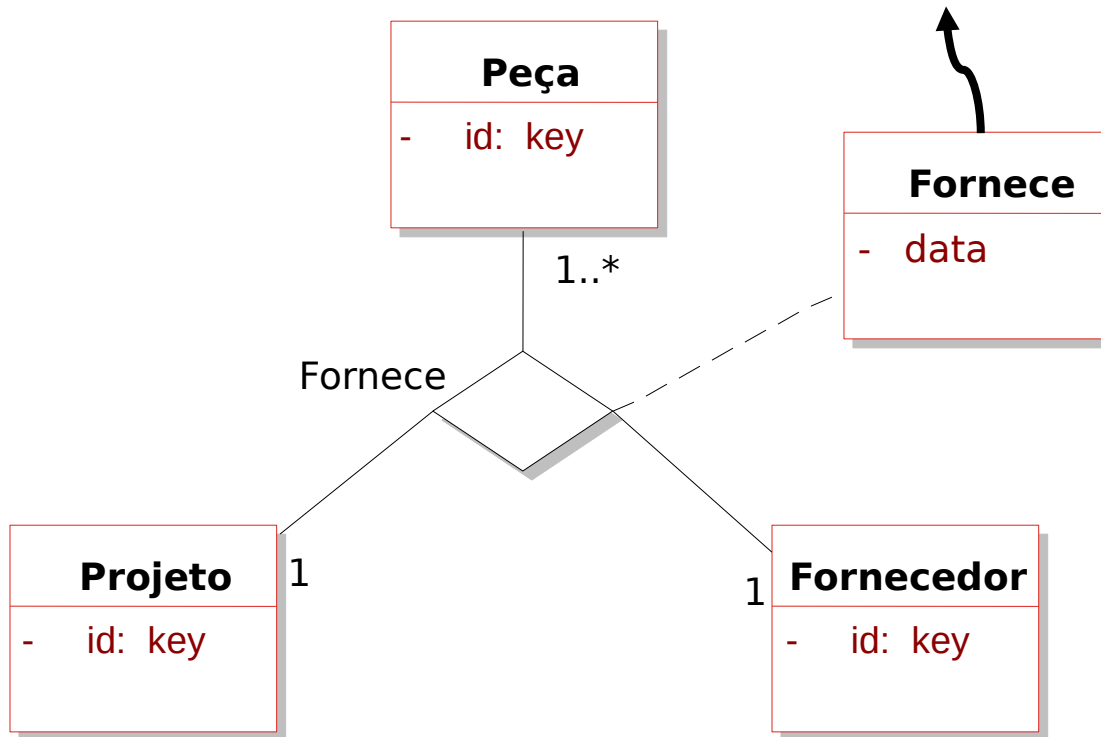 Peça
- id: key
Fornece
- data
1..*
Fornece
Projeto
- id: key
1
1
Fornecedor
- id: key